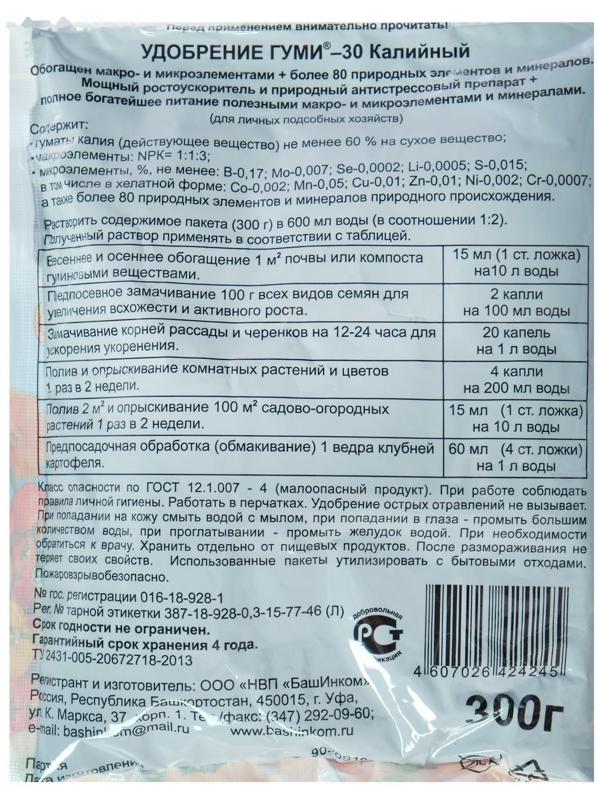 Перед применением внимательно прочитать!
УДОБРЕНИЕ ГУМИ®–30 Калийный
Обогащен макро- и микроэлементами + более 80 природных элементов и минералов.
Мощный ростоускоритель и природный антистрессовый препарат +
полное богатейшее питание полезными макро- и микроэлементами и минералами.
(для личных подсобных хозяйств)
Содержит:
• гуматы калия (действующее вещество) не менее 60 % на сухое вещество;
• макроэлементы: NPK= 1:1:3;
• микроэлементы, %, не менее: B-0,17; Mo-0,007; Se-0,0002; Li-0,0005; S-0,015;
в том числе в хелатной форме: Co-0,002; Mn-0,05; Cu-0,01; Zn-0,01; Ni-0,002; Cr-0,0007;
а также более 80 природных элементов и минералов природного происхождения.
Растворить содержимое пакета (300 г) в 600 мл воды (в соотношении 1:2).
Полученный раствор применять в соответствии с таблицей.
Весеннее и осеннее обогащение 1 м² почвы или компоста
гуминовыми веществами.
15 мл (1 ст. ложка)
на10 л воды
Педпосевное замачивание 100 г всех видов семян для
увеличения всхожести и активного роста.
2 капли
на 100 мл воды
Замачивание корней рассады и черенков на 12-24 часа для
ускорения укоренения.
20 капель
на 1 л воды
Полив и опрыскивание комнатных растений и цветов
1 раз в 2 недели.
4 капли
на 200 мл воды
Полив 2 м² и опрыскивание 100 м² садово-огородных
растений 1 раз в 2 недели.
15 мл (1 ст. ложка)
на 10 л воды
Предпосадочная обработка (обмакивание) 1 ведра клубней
картофеля.
60 мл (4 ст. ложки)
на 1 л воды
Класс опасности по ГОСТ 12.1.007 - 4 (малоопасный продукт). При работе соблюдать
правила личной гигиены. Работать в перчатках. Удобрение острых отравлений не вызывает.
При попадании на кожу смыть водой с мылом, при попадании в глаза - промыть большим
количеством воды, при проглатывании - промыть желудок водой. При необходимости
обратиться к врачу. Хранить отдельно от пищевых продуктов. После размораживания не
теряет своих свойств. Использованные пакеты утилизировать с бытовыми отходами.
Пожаровзрывобезопасно.
№ гос. регистрации 016-18-928-1
Рег. № тарной этикетки 387-18-928-0,3-15-77-46 (Л)
Срок годности не ограничен.
Гарантийный срок хранения 4 года.
ТУ 2431-005-20672718-2013
добровольная
РСТ
4 607026 424245
Регистрант и изготовитель: ООО «НВП «БашИнком»
Россия, Республика Башкортостан, 450015, г. Уфа,
ул. К. Маркса, 37 корп. 1. Тел/факс: (347) 292-09-60;
e-mail: bashinkom@mail.ru www.bashinkom.ru
300г
Партия
Дата изготовления